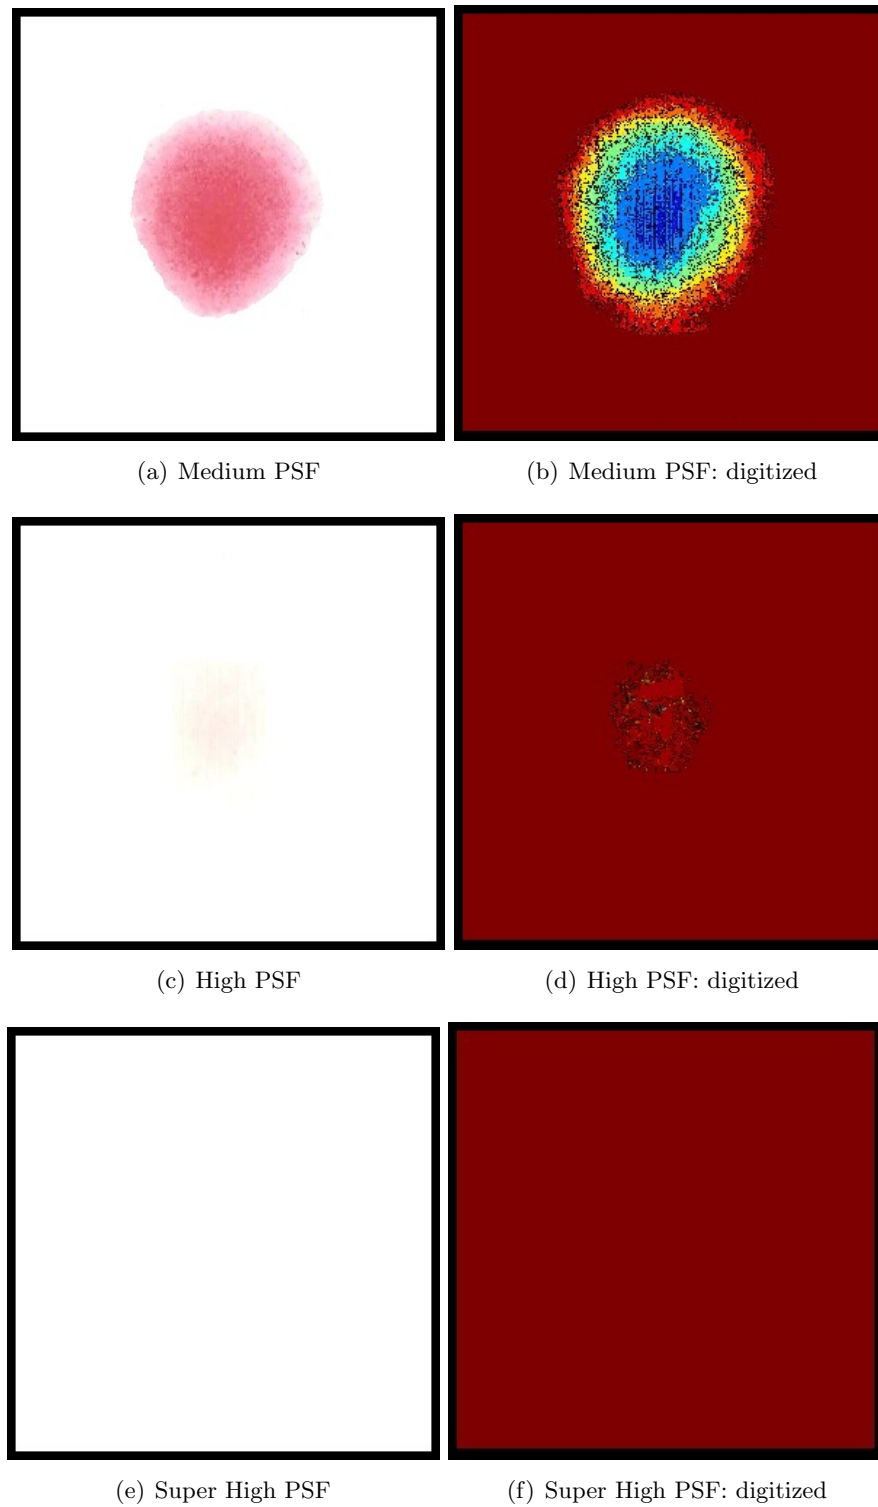 (a) Medium PSF
(b) Medium PSF: digitized
(c) High PSF
(d) High PSF: digitized
(e) Super High PSF
(f) Super High PSF: digitized